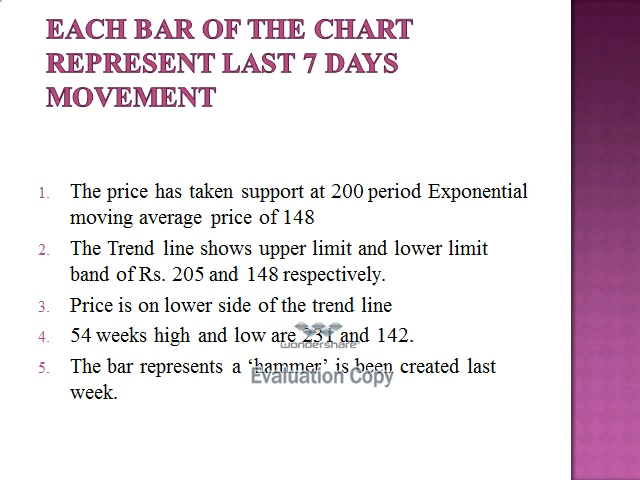 EACH BAR OF THE CHART
REPRESENT LAST 7 DAYS
MOVEMENT
1. The price has taken support at 200 period Exponential
moving average price of 148
2. The Trend line shows upper limit and lower limit
band of Rs. 205 and 148 respectively.
3. Price is on lower side of the trend line
4. 54 weeks high and low are 231 and 142.
wondershare
5. The bar represents a ‘hammer’ is been created last
Evaluation Copy
week.